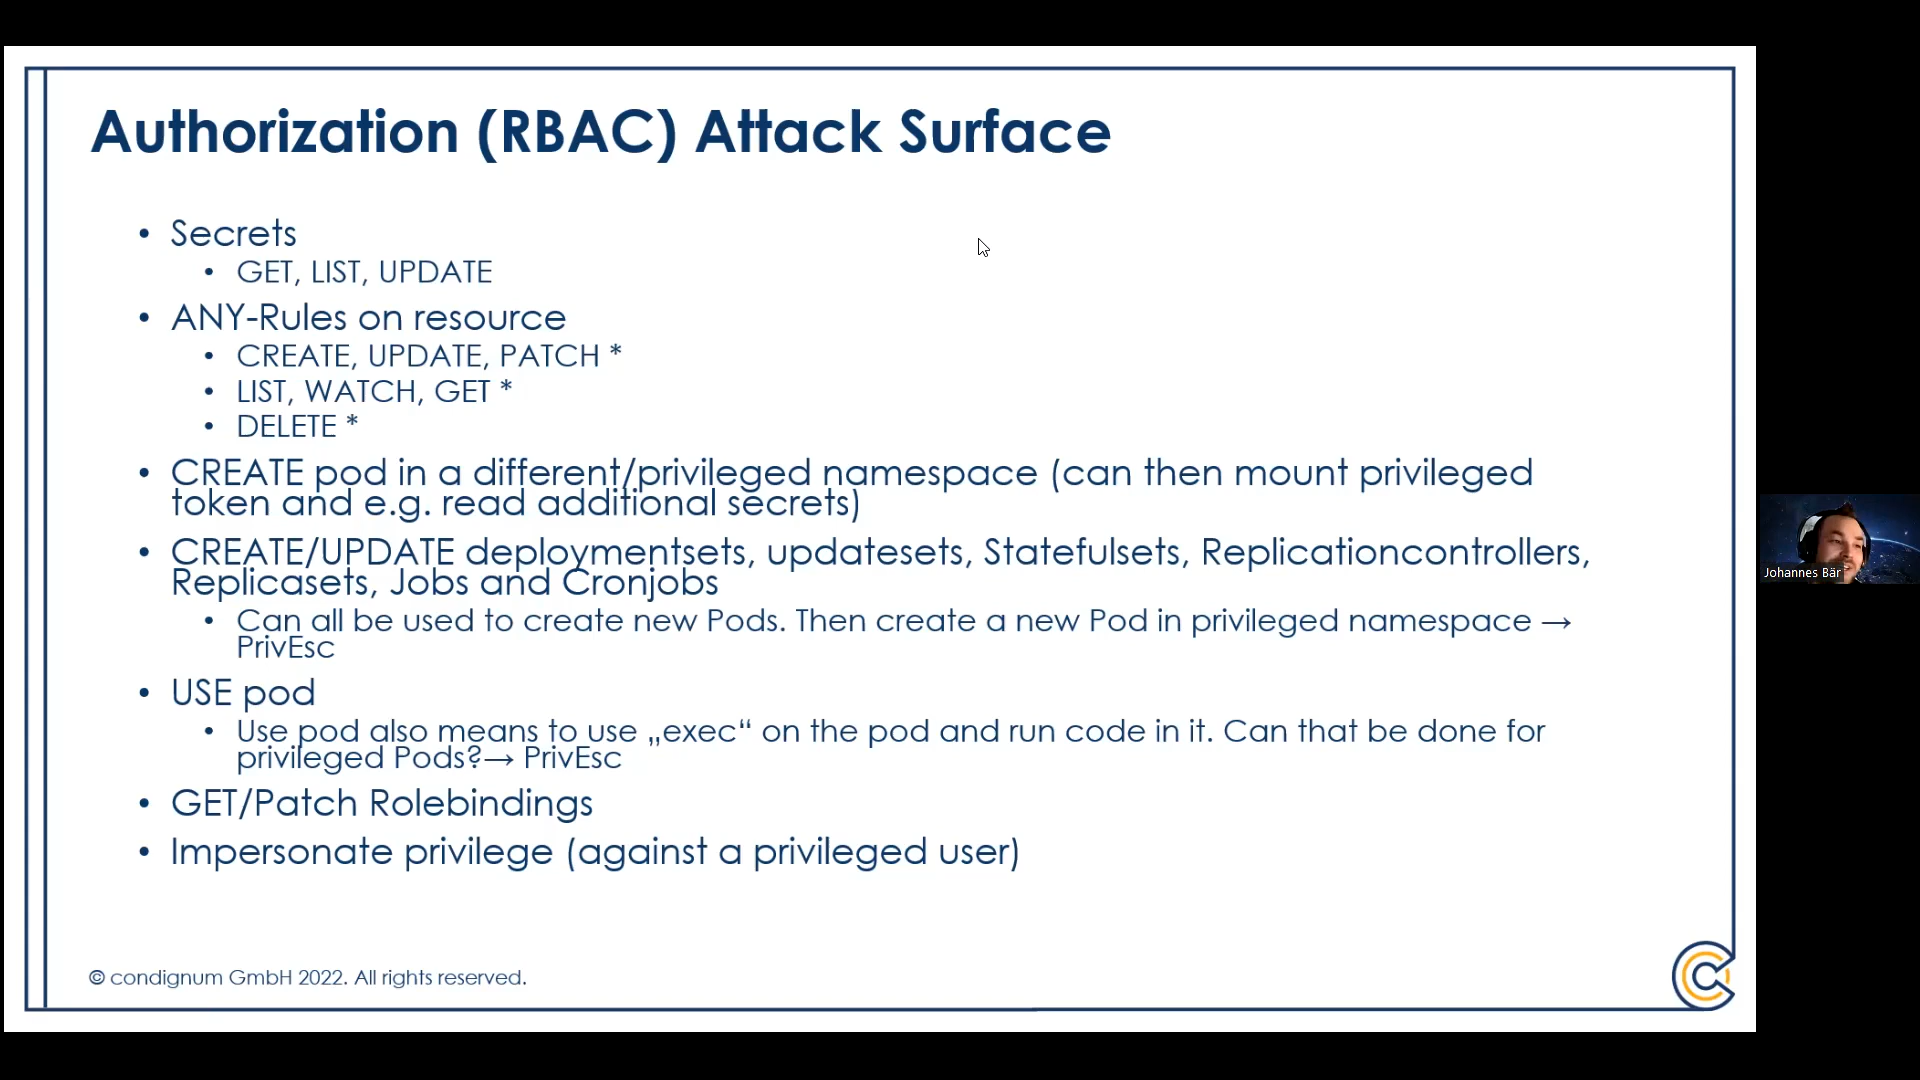 Authorization (RBAC) Attack Surface
• Secrets
• GET, LIST, UPDATE
• ANY-Rules on resource
• CREATE, UPDATE, PATCH *
• LIST, WATCH, GET *
• DELETE *
• CREATE pod in a different/privileged namespace (can then mount privileged
token and e.g. read additional secrets)
• CREATE/UPDATE deploymentsets, updatesets, Statefulsets, Replicationcontrollers,
Replicasets, Jobs and Cronjobs
• Can all be used to create new Pods. Then create a new Pod in privileged namespace →
PrivEsc
• USE pod
• Use pod also means to use „exec“ on the pod and run code in it. Can that be done for
privileged Pods?→ PrivEsc
• GET/Patch Rolebindings
• Impersonate privilege (against a privileged user)
Johannes Bär
© condignum GmbH 2022. All rights reserved.